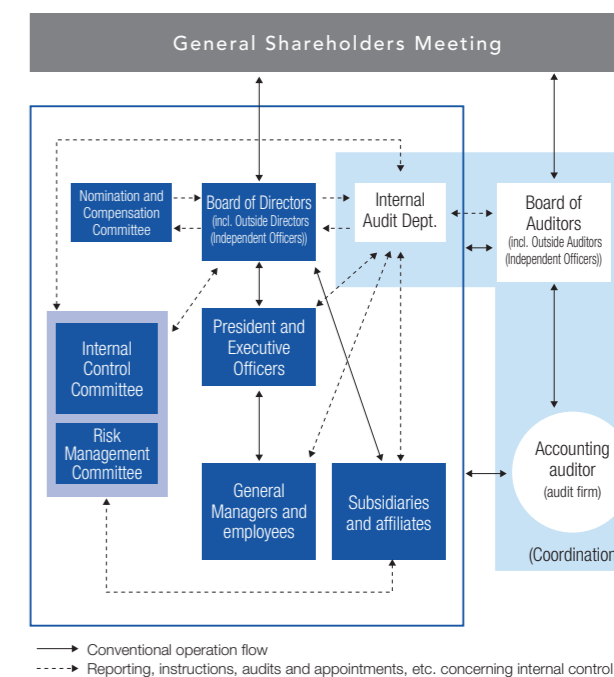 General Shareholders Meeting
Nomination and
Compensation
Committee
Board of Directors
(incl. Outside Directors
(Independent Officers))
Internal
Audit Dept.
Board of
Auditors
(incl. Outside Auditors
(Independent Officers))
Internal
Control
Committee
Risk
Management
Committee
President and
Executive
Officers
General
Managers and
employees
Subsidiaries
and affiliates
Accounting
auditor
(audit firm)
(Coordination
Conventional operation flow
Reporting, instructions, audits and appointments, etc. concerning internal control